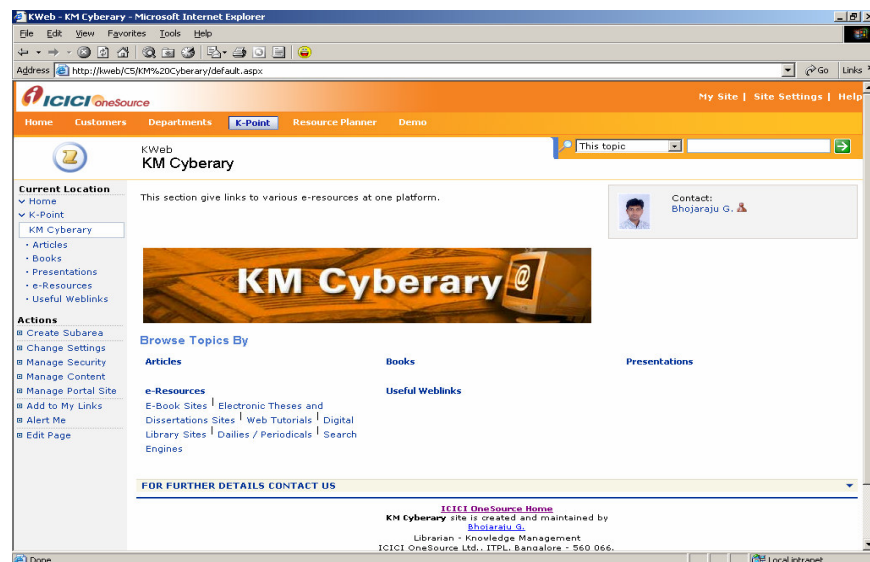 KWeb - KM Cyberary - Microsoft Internet Explorer
File Edit View Favorites Tools Help
Address http://kweb/C5/KM%20Cyberary/default.aspx Go Links
ICICI OneSource
My Site | Site Settings | Help
Home Customers Departments K-Point Resource Planner Demo
KWeb
KM Cyberary
This topic
Current Location
Home
K-Point
KM Cyberary
Articles
Books
Presentations
e-Resources
Useful Weblinks
Actions
Create Subarea
Change Settings
Manage Security
Manage Content
Manage Portal Site
Add to My Links
Alert Me
Edit Page
This section give links to various e-resources at one platform.
Contact:
Bhojaraju G.
KM Cyberary @
Browse Topics By
Articles Books Presentations
e-Resources Useful Weblinks
E-Book Sites | Electronic Theses and
Dissertations Sites | Web Tutorials | Digital
Library Sites | Dailies / Periodicals | Search
Engines
FOR FURTHER DETAILS CONTACT US
ICICI OneSource Home
KM Cyberary site is created and maintained by
Bhojaraju G.
Librarian - Knowledge Management
ICICI OneSource Ltd., ITPL, Bangalore - 560 066.
Done Local intranet